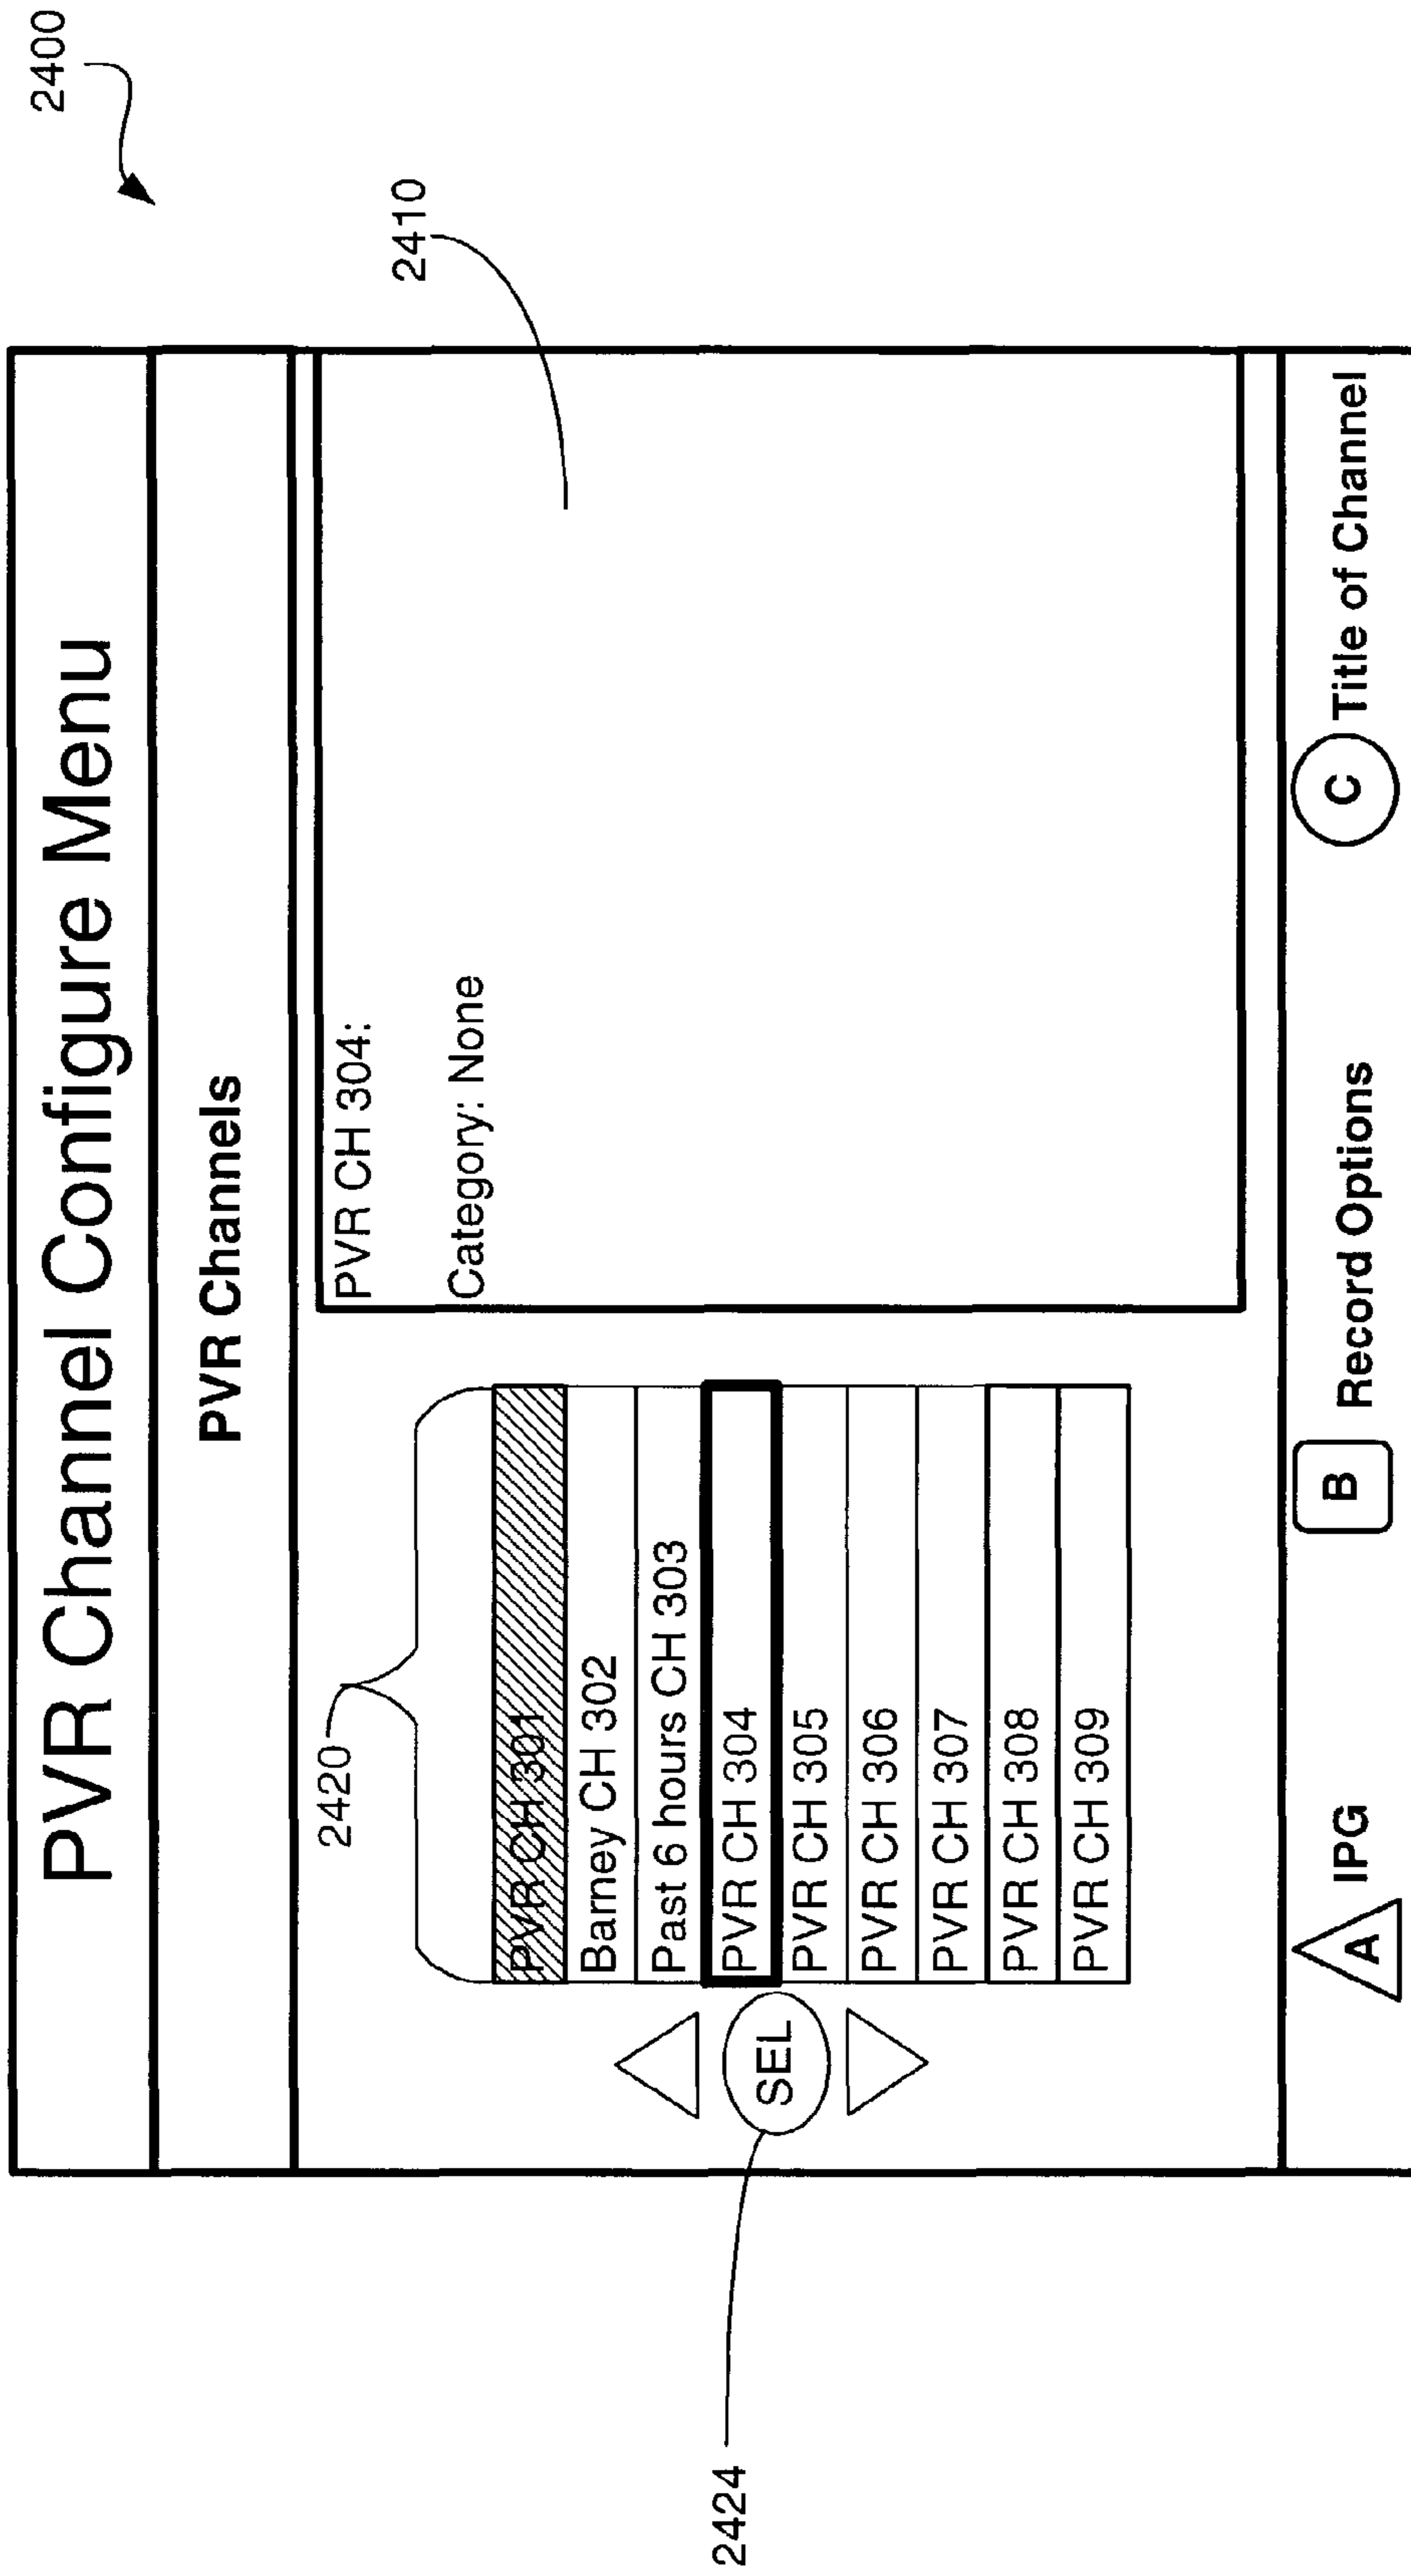 2400
PVR Channel Configure Menu
PVR Channels
2420
2410
PVR CH 304:
Category: None
PVR CH 301
Barney CH 302
Past 6 hours CH 303
PVR CH 304
PVR CH 305
PVR CH 306
PVR CH 307
PVR CH 308
PVR CH 309
SEL
2424
A IPG
B Record Options
C Title of Channel